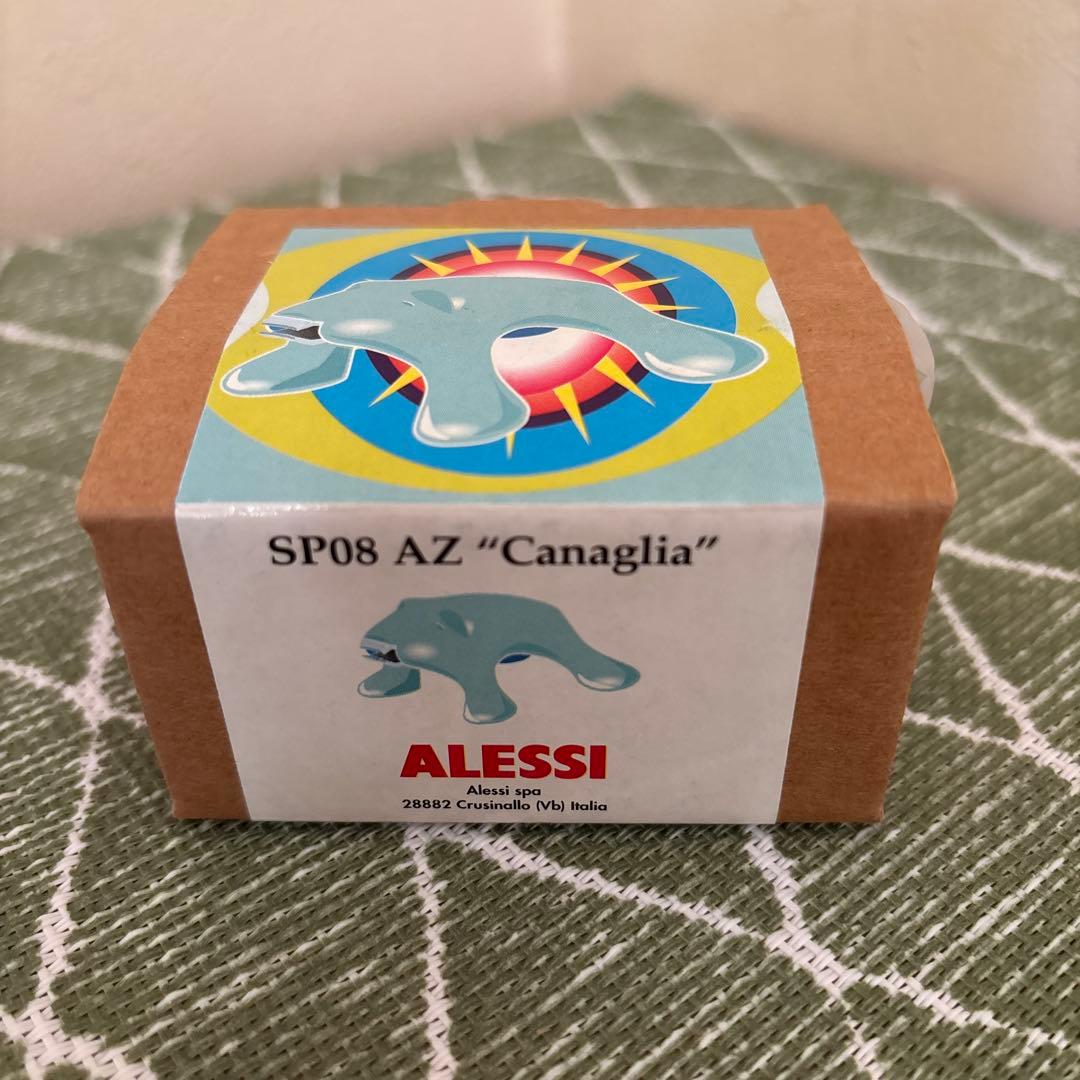 SP08 AZ “Canaglia”
ALESSI
Alessi spa
28882 Crusinallo (Vb) Italia